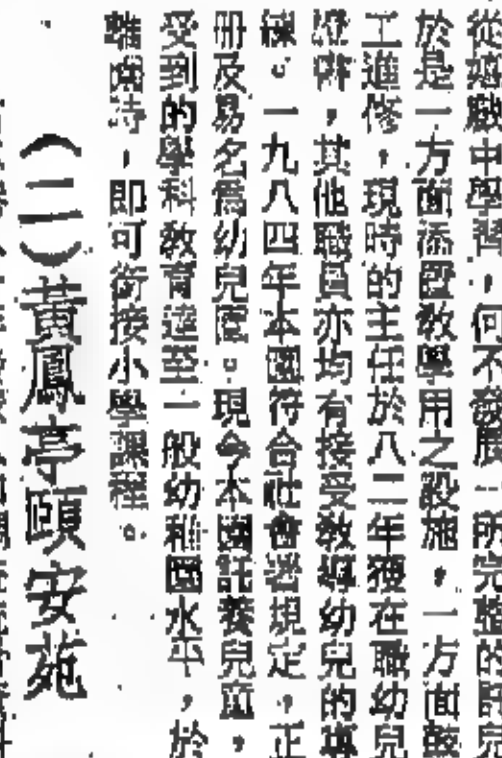 從遊戲中學習，何不發展一所完整的託兒
於是一方面添置教學用之設施，一方面鼓
工進修，現時的主任於八二年獲在職幼兒
證書，其他職員亦均有接受教導幼兒的專
練。一九八四年本園符合社會署規定，正
冊及易名爲幼兒園。現今本園託養兒童，
受到的學科教育達至一般幼稚園水平，於
離園時，即可銜接小學課程。
（二）黃鳳亭頤安苑